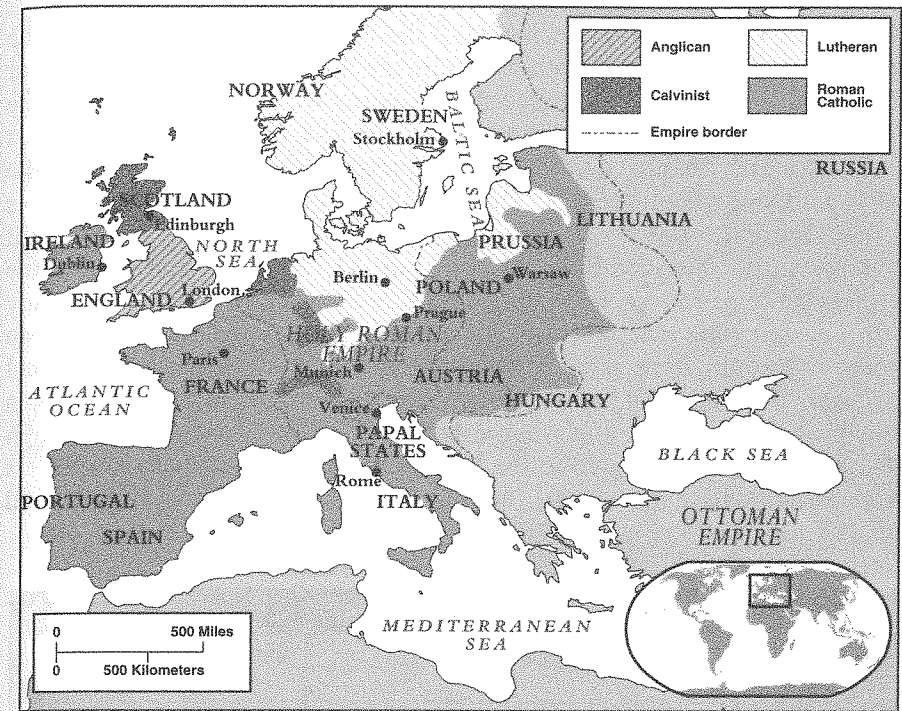 Anglican
Lutheran
Calvinist
Roman
Catholic
Empire border
NORWAY
SWEDEN
Stockholm
BALTIC SEA
RUSSIA
SCOTLAND
Edinburgh
IRELAND
Dublin
NORTH
SEA
LITHUANIA
PRUSSIA
ENGLAND
London
Berlin
POLAND
Warsaw
Prague
HOLY ROMAN
EMPIRE
Paris
Munich
FRANCE
AUSTRIA
ATLANTIC
OCEAN
HUNGARY
Venice
PAPAL
STATES
BLACK SEA
Rome
ITALY
PORTUGAL
SPAIN
OTTOMAN
EMPIRE
MEDITERRANEAN
SEA
0
500 Miles
0
500 Kilometers